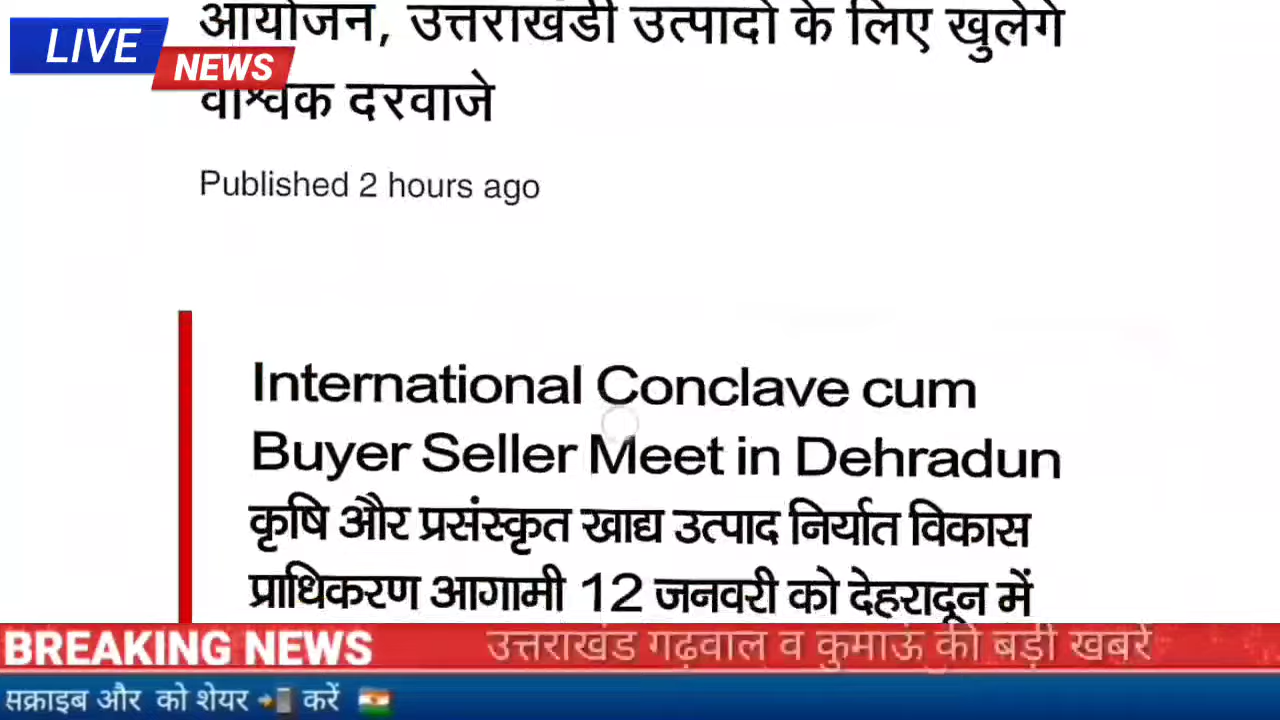 आयोजन, उत्तराखंडी उत्पादों के लिए खुलेंगे
LIVE
NEWS
वैश्विक दरवाजे
Published 2 hours ago
International Conclave cum
Buyer Seller Meet in Dehradun
कृषि और प्रसंस्कृत खाद्य उत्पाद निर्यात विकास
प्राधिकरण आगामी 12 जनवरी को देहरादून में
BREAKING NEWS
उत्तराखंड गढ़वाल व कुमाऊं की बड़ी खबरें
सक्राइब और को शेयर करें